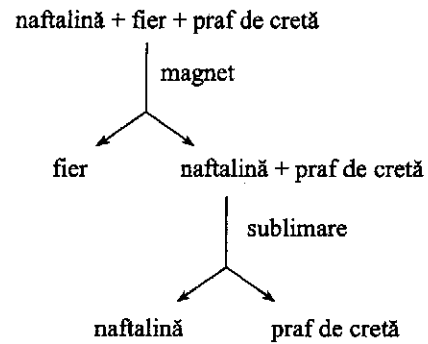 naftalină + fier + praf de cretă
magnet
fier naftalină + praf de cretă
sublimare
naftalină praf de cretă